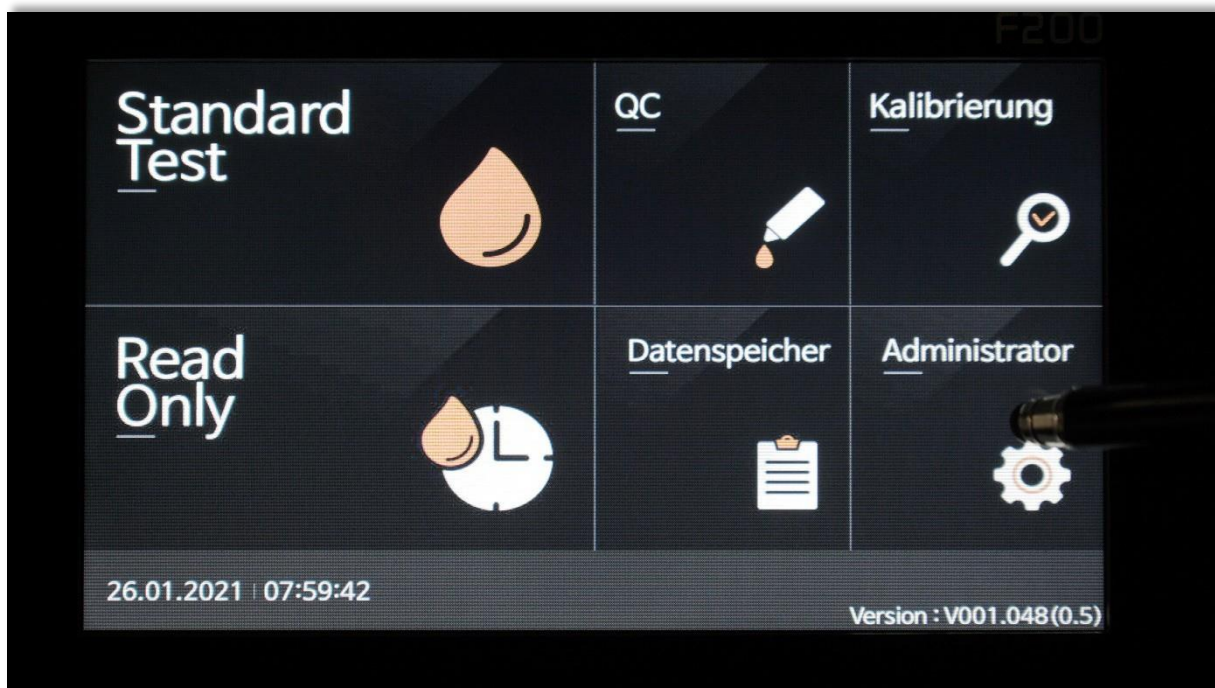 F200
Standard
Test
QC
Kalibrierung
Read
Only
Datenspeicher
Administrator
26.01.2021 | 07:59:42
Version : V001.048(0.5)